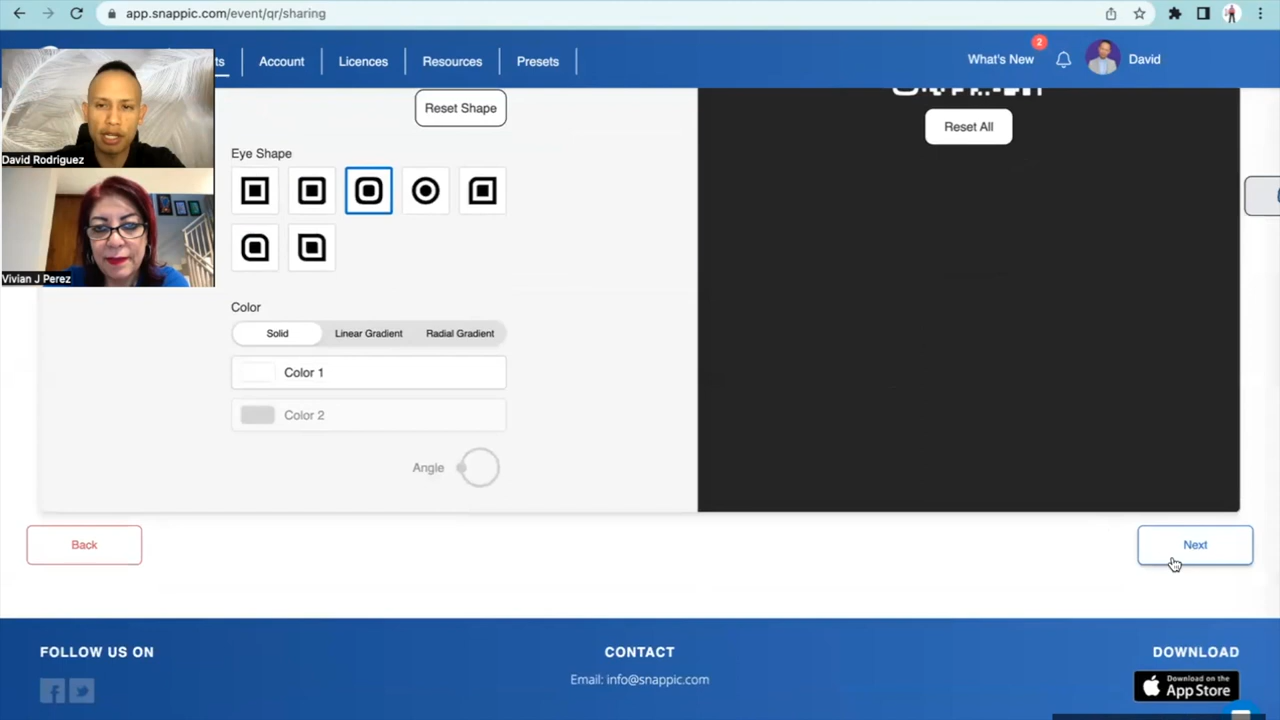 app.snappic.com/event/qr/sharing
Account
Licences
Resources
Presets
What's New
2
David
David Rodriguez
Vivian J Perez
Reset Shape
Reset All
Eye Shape
Color
Solid
Linear Gradient
Radial Gradient
Color 1
Color 2
Angle
Back
Next
FOLLOW US ON
CONTACT
DOWNLOAD
Email: info@snappic.com
Download on the
App Store